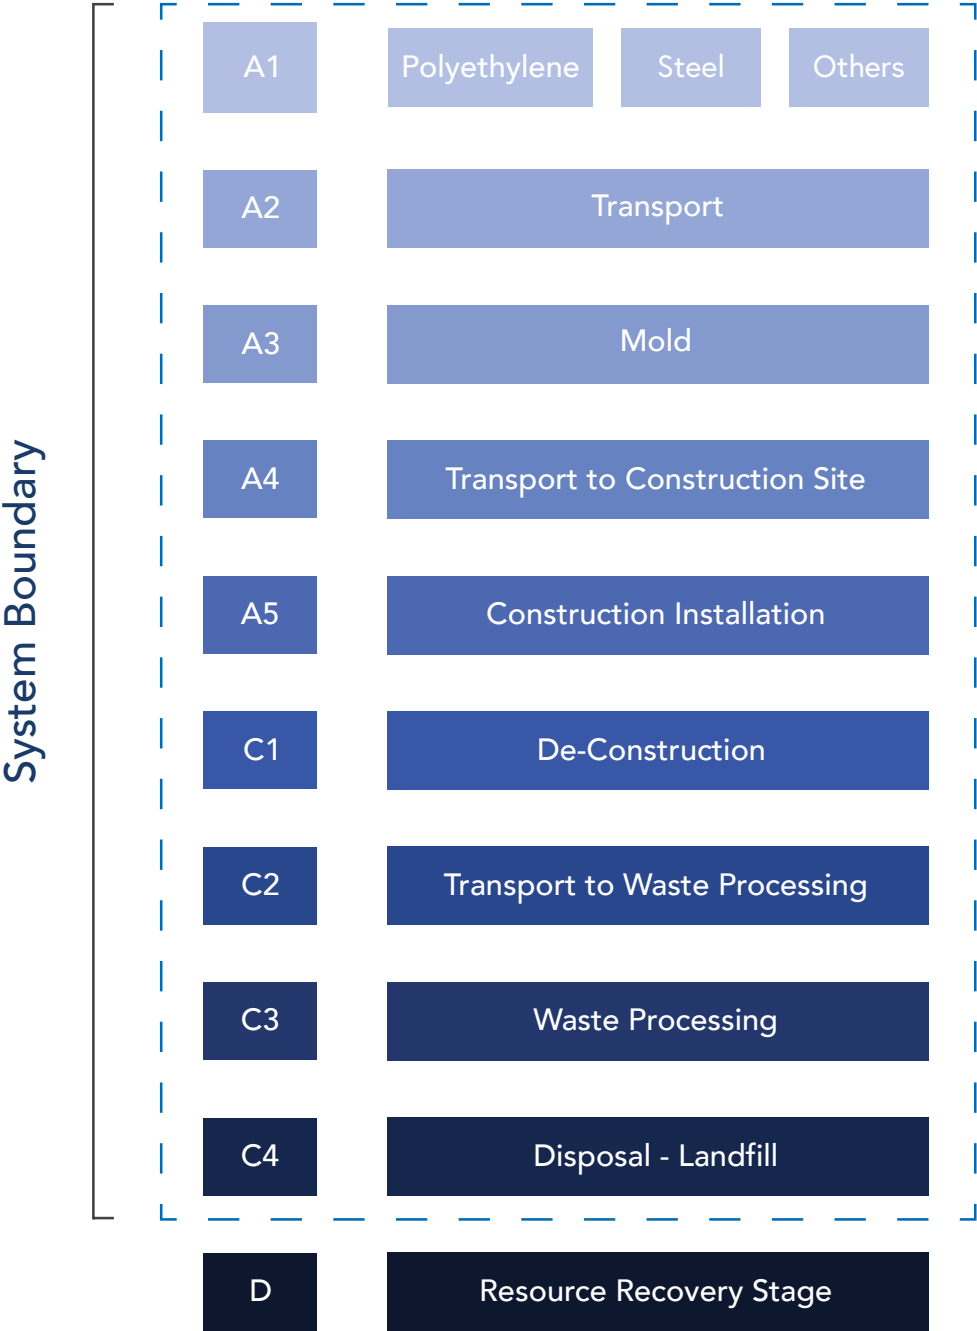 System Boundary
A1
Polyethylene
Steel
Others
A2
Transport
A3
Mold
A4
Transport to Construction Site
A5
Construction Installation
C1
De-Construction
C2
Transport to Waste Processing
C3
Waste Processing
C4
Disposal - Landfill
D
Resource Recovery Stage